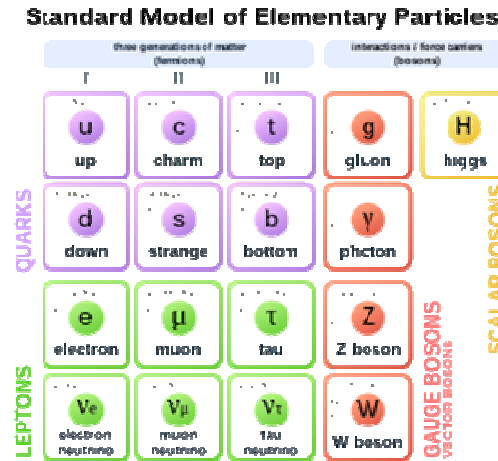 Standard Model of Elementary Particles
three generations of matter
(fermions)
interactions / force carriers
(bosons)
I II III
u c t g H
up charm top gluon higgs
d s b γ
down strange bottom photon
QUARKS
e μ τ Z
electron muon tau Z boson
νe νμ ντ W
electron
neutrino
muon
neutrino
tau
neutrino
W boson
LEPTONS
GAUGE BOSONS
VECTOR BOSONS
SCALAR BOSONS